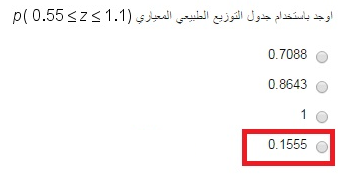 اوجد باستخدام جدول التوزيع الطبيعي المعياري p( 0.55 ≤ z ≤ 1.1)
0.7088
0.8643
1
0.1555